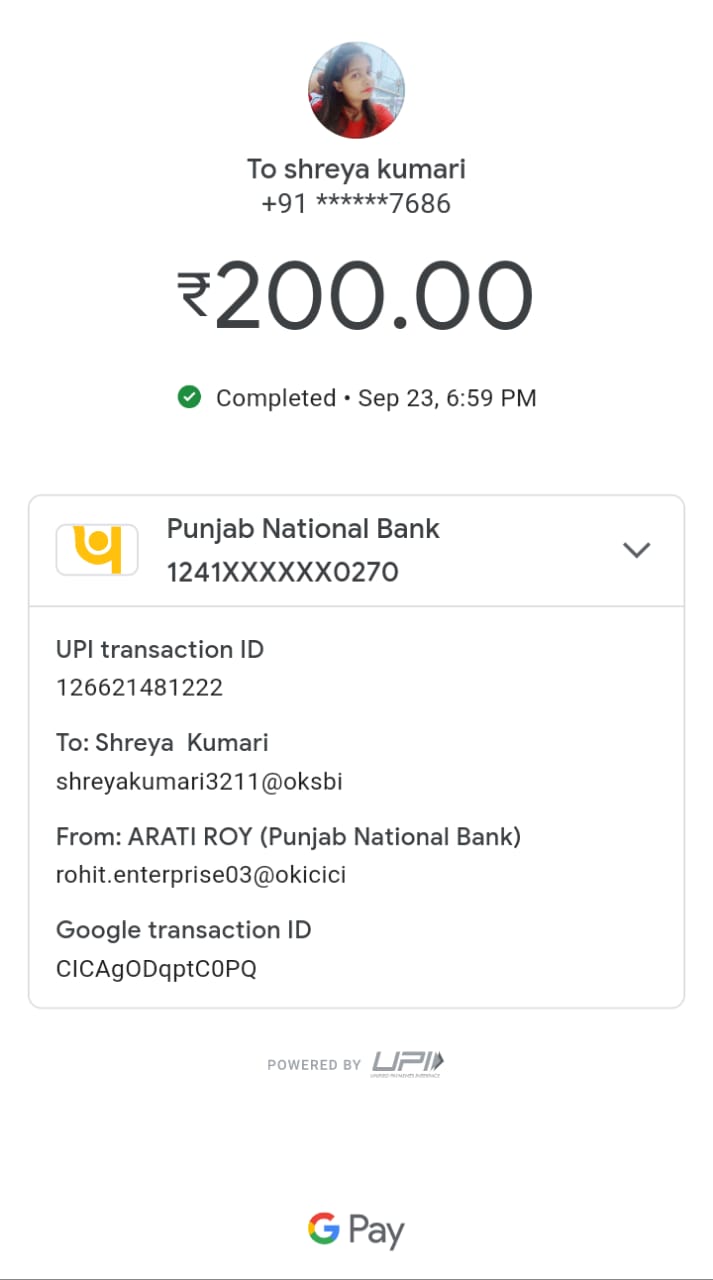 To shreya kumari
+91 ******7686
₹200.00
Completed • Sep 23, 6:59 PM
Punjab National Bank
1241XXXXXX0270
UPI transaction ID
126621481222
To: Shreya  Kumari
shreyakumari3211@oksbi
From: ARATI ROY (Punjab National Bank)
rohit.enterprise03@okicici
Google transaction ID
CICAgODqptC0PQ
POWERED BY UPI
UNIFIED PAYMENTS INTERFACE
G Pay